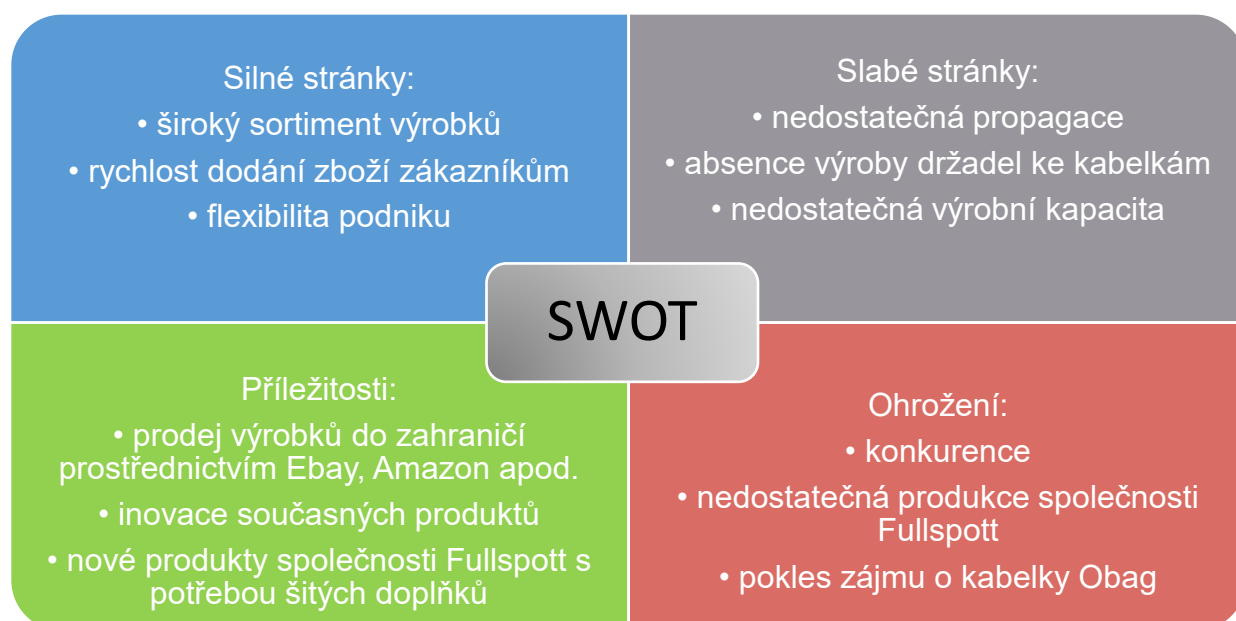 Silné stránky:
• široký sortiment výrobků
• rychlost dodání zboží zákazníkům
• flexibilita podniku
Slabé stránky:
• nedostatečná propagace
• absence výroby držadel ke kabelkám
• nedostatečná výrobní kapacita
SWOT
Příležitosti:
• prodej výrobků do zahraničí
prostřednictvím Ebay, Amazon apod.
• inovace současných produktů
• nové produkty společnosti Fullspott s
potřebou šitých doplňků
Ohrožení:
• konkurence
• nedostatečná produkce společnosti
Fullspott
• pokles zájmu o kabelky Obag